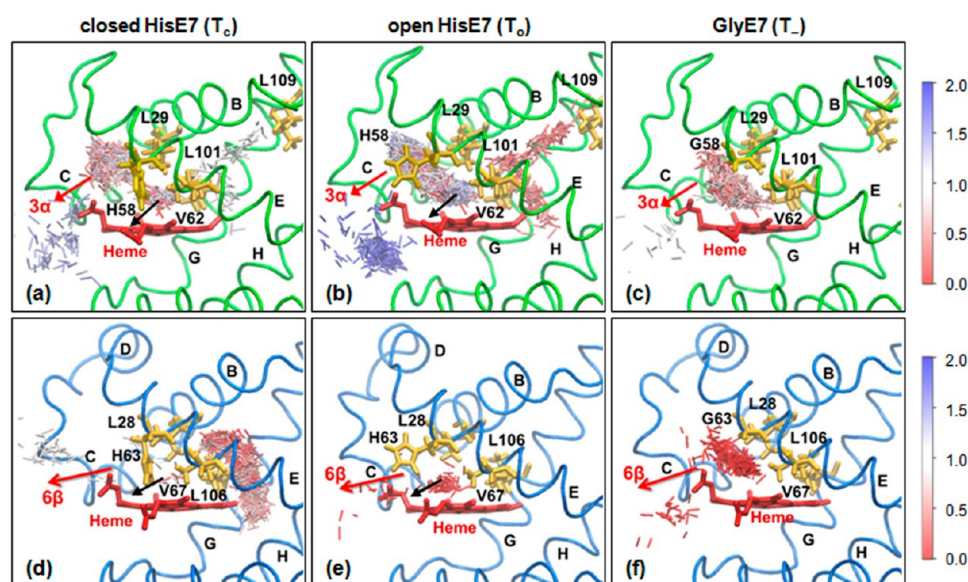 closed HisE7 (Tc) open HisE7 (To) GlyE7 (T–)
L109
B
L29
L101
C
3α
H58
V62
E
Heme
G
H
(a)
L109
B
L29
H58
L101
C
3α
V62
E
Heme
G
H
(b)
L109
B
L29
G58
L101
C
3α
V62
E
Heme
G
H
(c)
2.0
1.5
1.0
0.5
0.0
D
B
L28
H63
C
6β
V67 L106
E
Heme
G
H
(d)
D
B
L28
H63
L106
C
6β
V67
E
Heme
G
H
(e)
B
L28
G63
L106
C
6β
V67
E
Heme
G
H
(f)
2.0
1.5
1.0
0.5
0.0